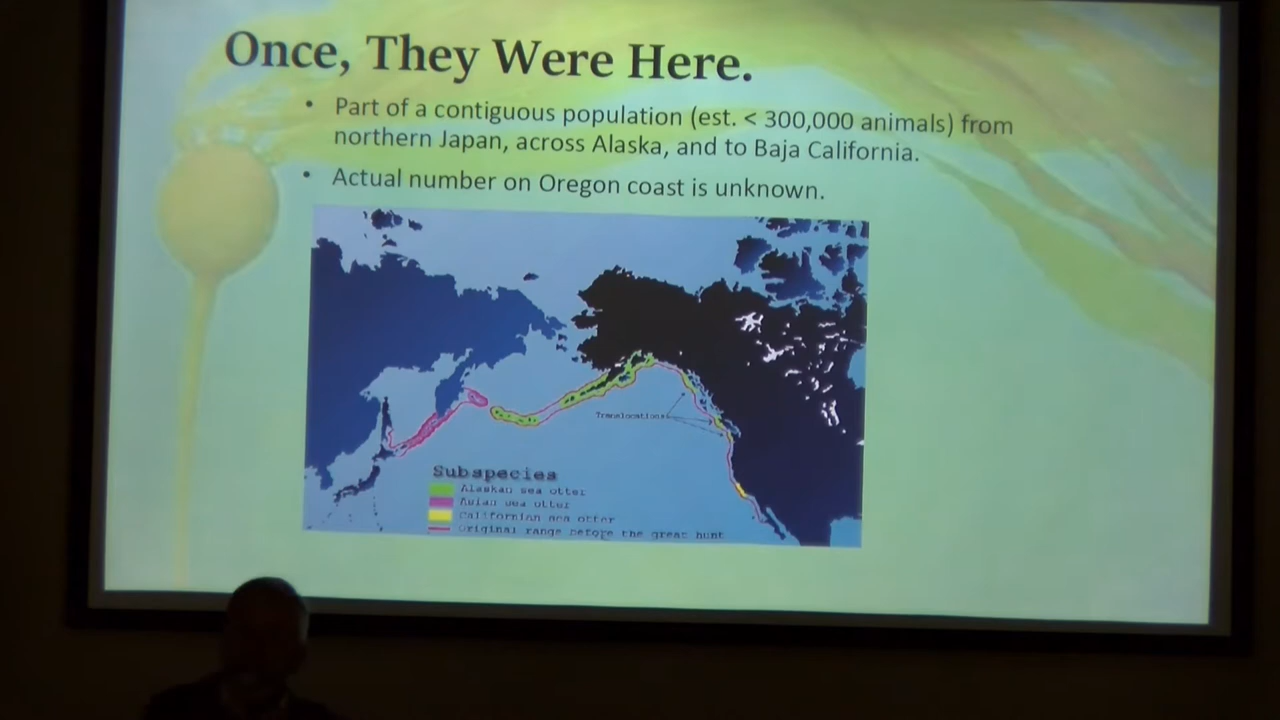 Once, They Were Here.
• Part of a contiguous population (est. < 300,000 animals) from
northern Japan, across Alaska, and to Baja California.
• Actual number on Oregon coast is unknown.
Translocations
Subspecies
Alaskan sea otter
Asian sea otter
Californian sea otter
Original range before the great hunt